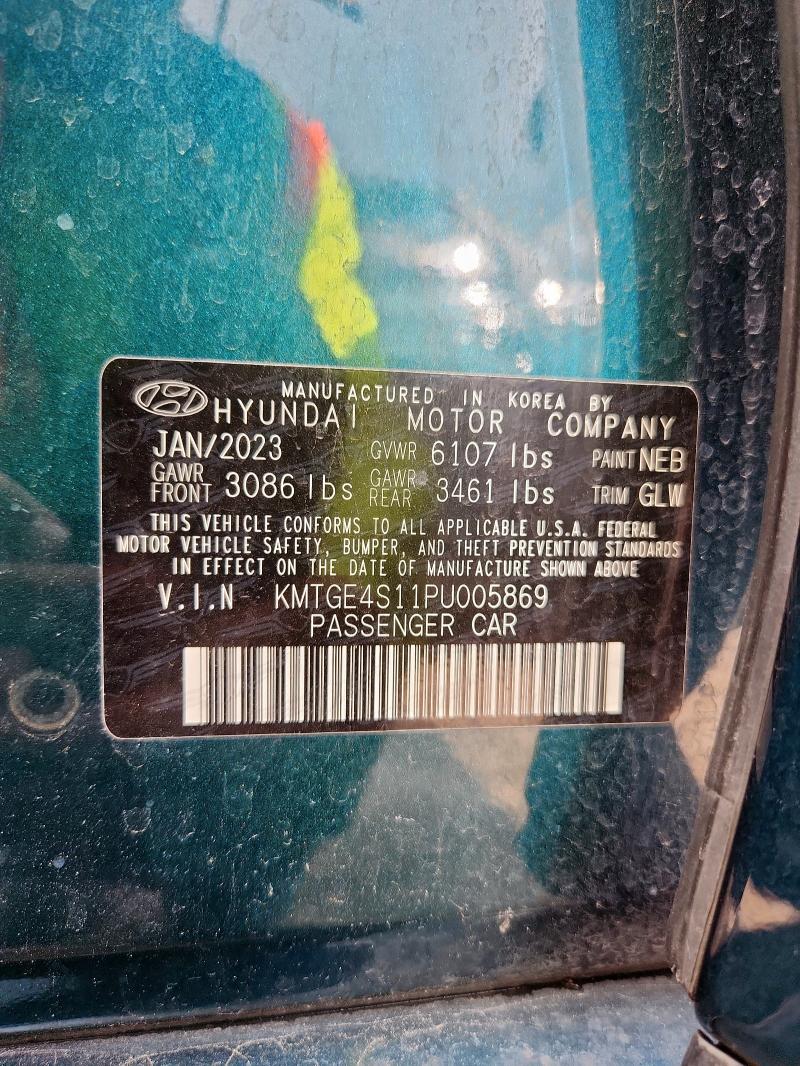 MANUFACTURED IN KOREA BY
HYUNDAI MOTOR COMPANY
JAN/2023 GVWR 6107 lbs PAINT NEB
GAWR FRONT 3086 lbs GAWR REAR 3461 lbs TRIM GLW
THIS VEHICLE CONFORMS TO ALL APPLICABLE U.S.A. FEDERAL
MOTOR VEHICLE SAFETY, BUMPER, AND THEFT PREVENTION STANDARDS
IN EFFECT ON THE DATE OF MANUFACTURE SHOWN ABOVE
V.I.N KMTGE4S11PU005869
PASSENGER CAR